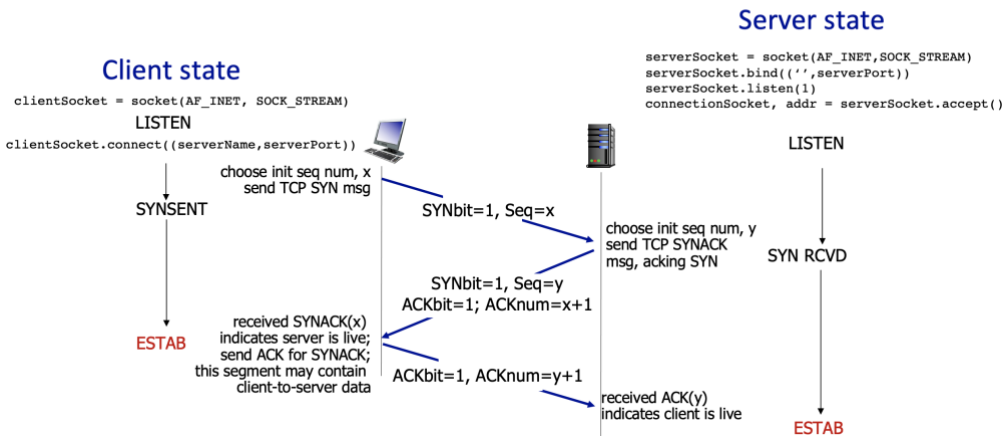 Server state
serverSocket = socket(AF_INET,SOCK_STREAM)
serverSocket.bind(('',serverPort))
serverSocket.listen(1)
connectionSocket, addr = serverSocket.accept()
Client state
clientSocket = socket(AF_INET, SOCK_STREAM)
LISTEN
clientSocket.connect((serverName,serverPort))
LISTEN
choose init seq num, x
send TCP SYN msg
SYNSENT
SYNbit=1, Seq=x
choose init seq num, y
send TCP SYNACK
msg, acking SYN
SYN RCVD
SYNbit=1, Seq=y
ACKbit=1; ACKnum=x+1
received SYNACK(x)
indicates server is live;
send ACK for SYNACK;
this segment may contain
client-to-server data
ESTAB
ACKbit=1, ACKnum=y+1
received ACK(y)
indicates client is live
ESTAB